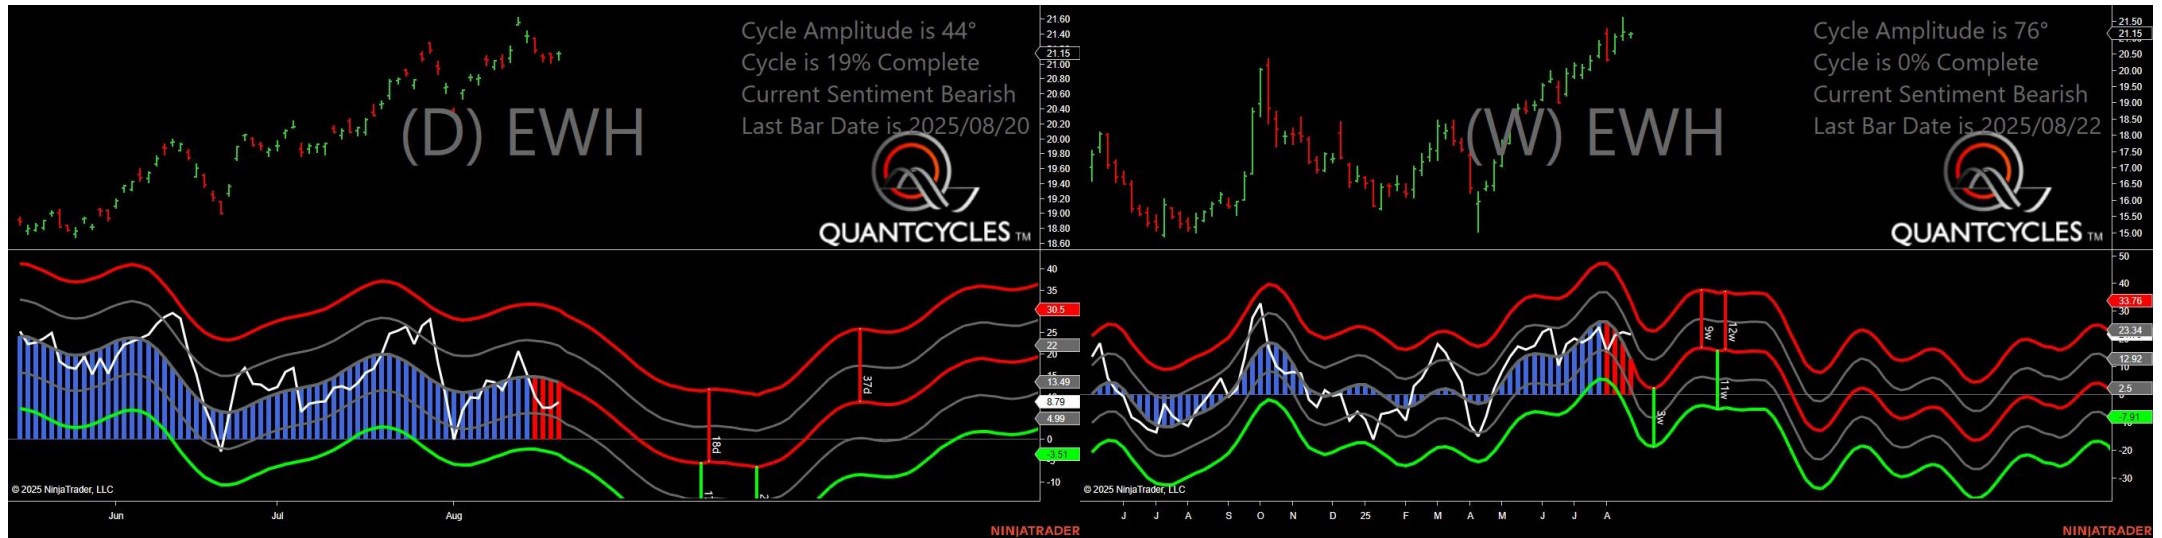 Cycle Amplitude is 44°
Cycle is 19% Complete
Current Sentiment Bearish
Last Bar Date is 2025/08/20
(D) EWH
QUANTCYCLES TM
21.60
21.40
21.15
21.00
20.80
20.60
20.40
20.20
20.00
19.80
19.60
19.40
19.20
19.00
18.80
18.60
40
35
30.5
25
22
20
15
13.49
8.79
4.99
0
-3.51
-10
18d
37d
© 2025 NinjaTrader, LLC
Jun Jul Aug
NINJATRADER
Cycle Amplitude is 76°
Cycle is 0% Complete
Current Sentiment Bearish
Last Bar Date is 2025/08/22
(W) EWH
QUANTCYCLES TM
21.50
21.15
20.50
20.00
19.50
19.00
18.50
18.00
17.50
17.00
16.50
16.00
15.50
15.00
50
40
33.76
30
23.34
12.92
10
2.5
0
-7.91
-20
-30
9w
12w
11w
3w
© 2025 NinjaTrader, LLC
J J A S O N D 25 F M A M J J A
NINJATRADER